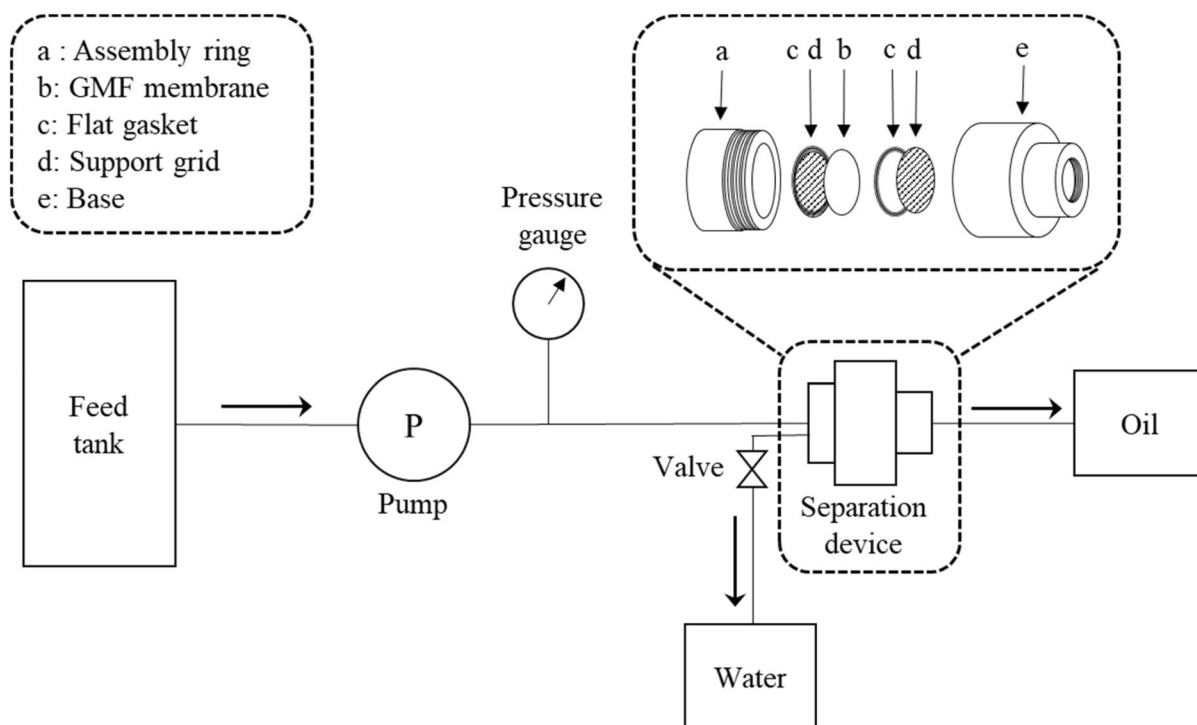 a : Assembly ring
b: GMF membrane
c: Flat gasket
d: Support grid
e: Base
a c d b c d e
Pressure
gauge
Feed
tank
P
Pump
Valve
Separation
device
Oil
Water